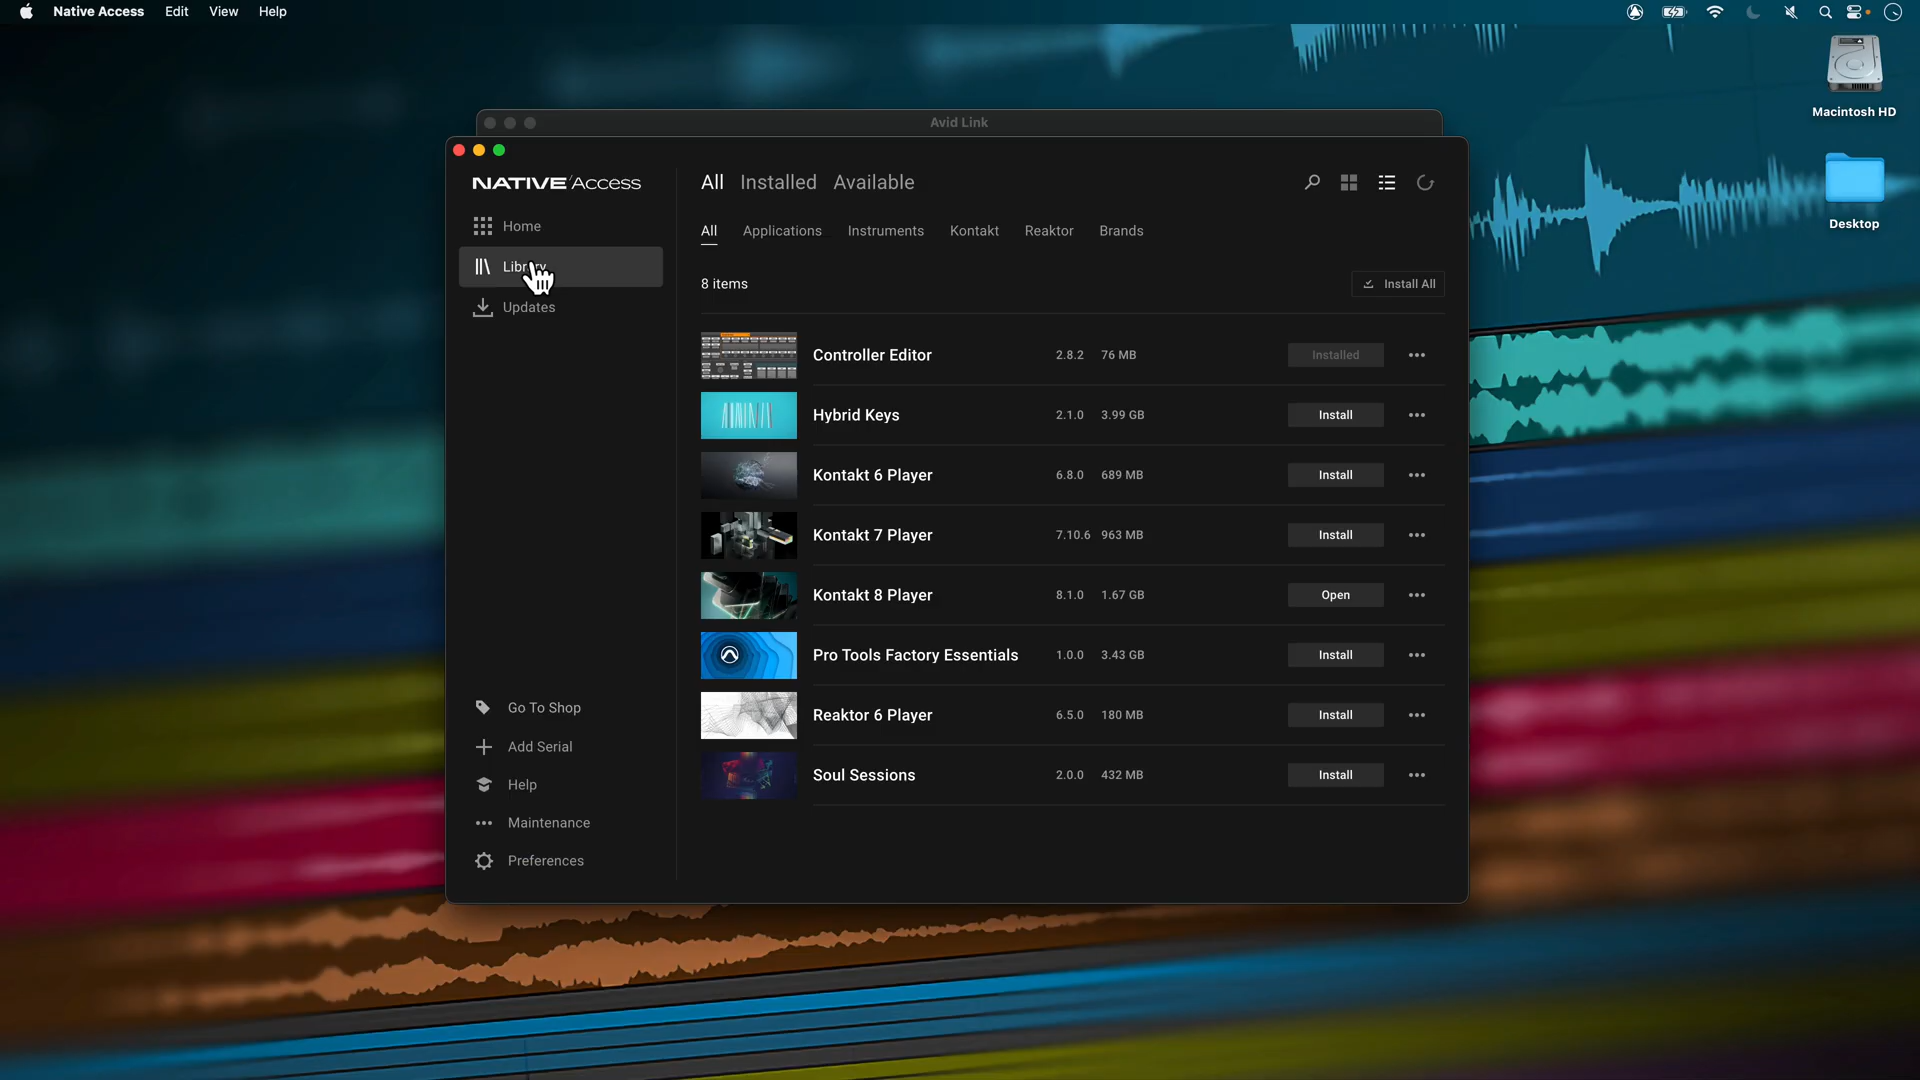 Native Access Edit View Help
Macintosh HD
Desktop
Avid Link
NATIVE Access
Home
Library
Updates
Go To Shop
Add Serial
Help
Maintenance
Preferences
All Installed Available
All Applications Instruments Kontakt Reaktor Brands
8 items Install All
Controller Editor 2.8.2 76 MB Installed
Hybrid Keys 2.1.0 3.99 GB Install
Kontakt 6 Player 6.8.0 689 MB Install
Kontakt 7 Player 7.10.6 963 MB Install
Kontakt 8 Player 8.1.0 1.67 GB Open
Pro Tools Factory Essentials 1.0.0 3.43 GB Install
Reaktor 6 Player 6.5.0 180 MB Install
Soul Sessions 2.0.0 432 MB Install